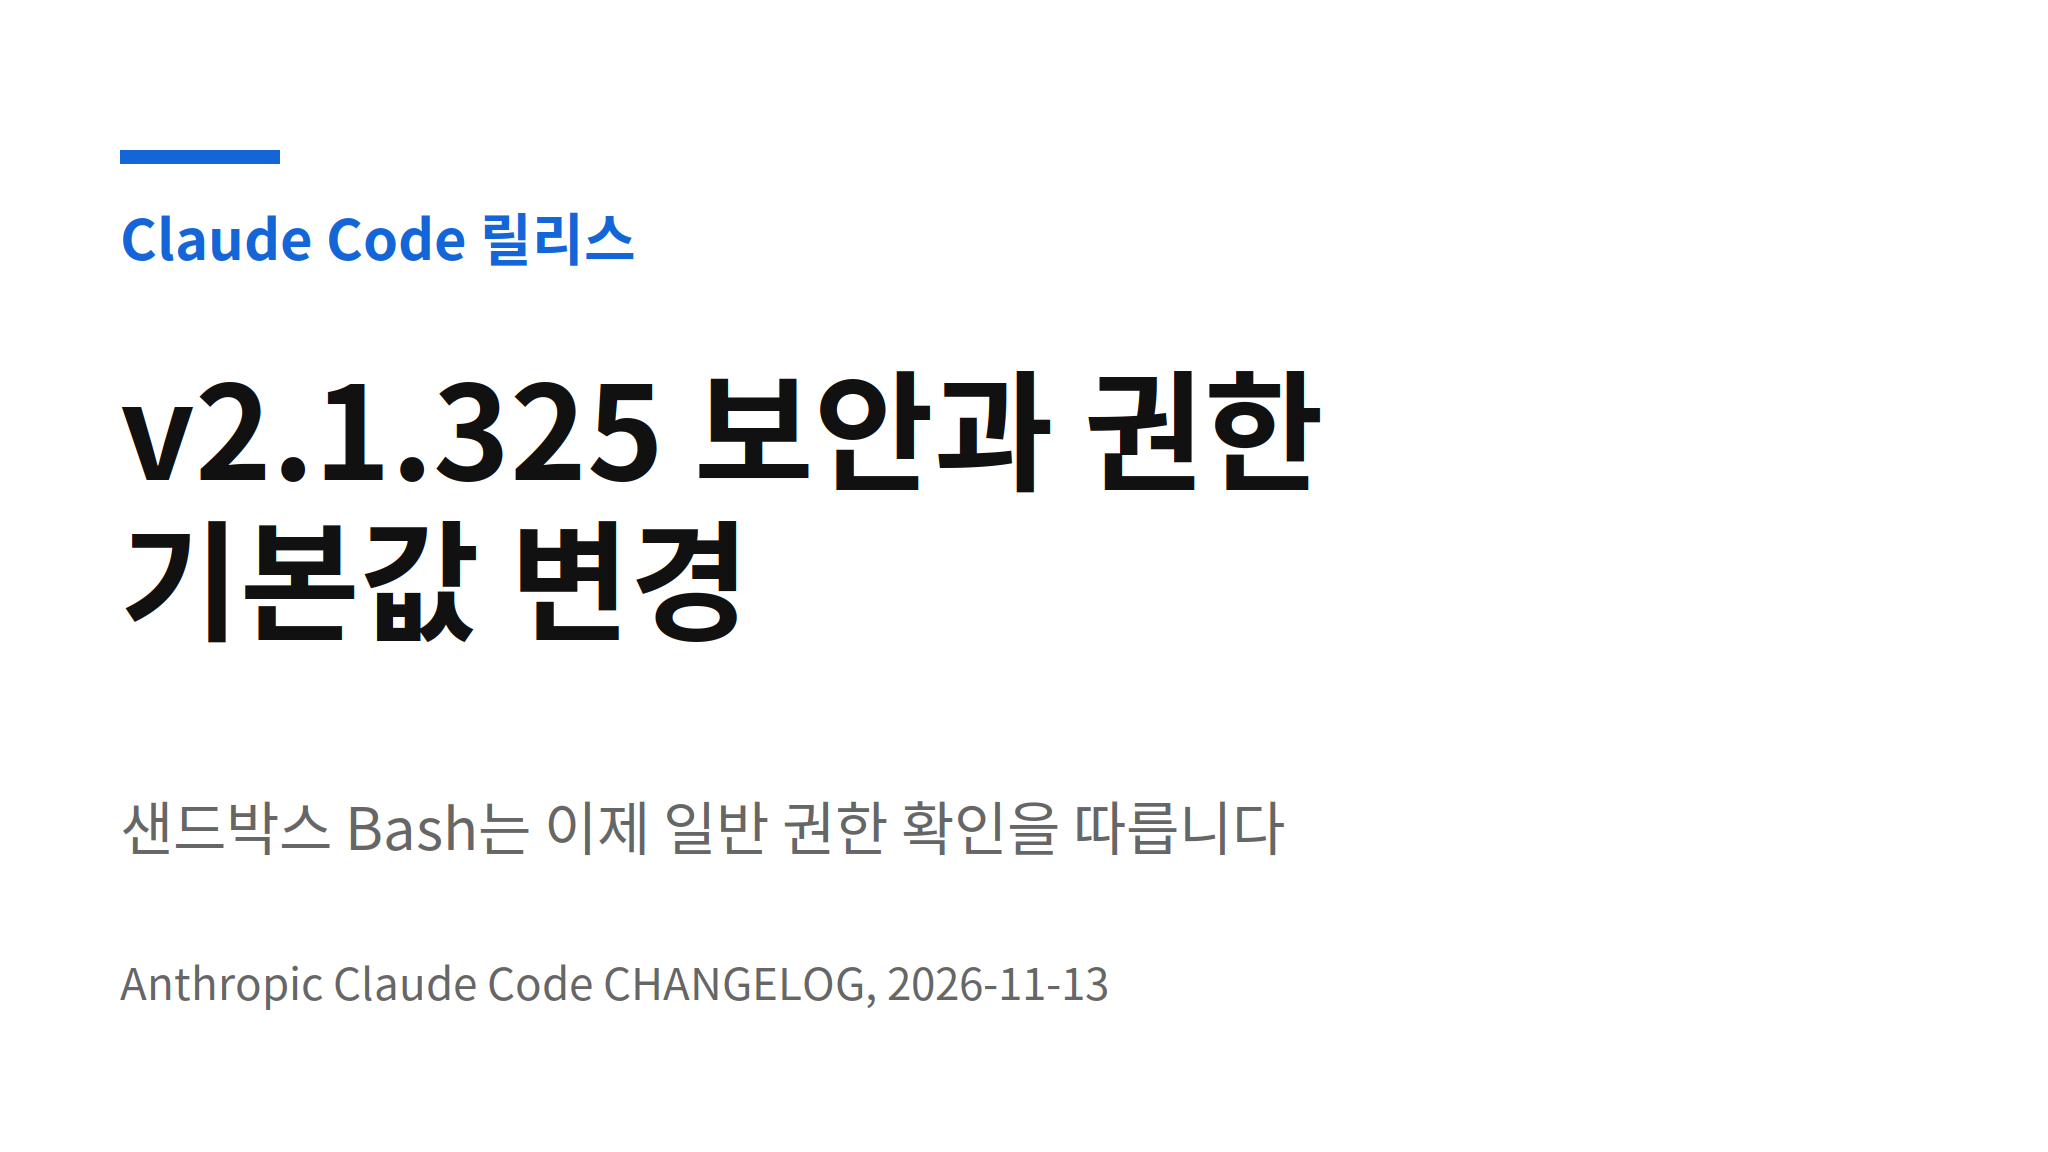 Claude Code 릴리스
v2.1.325 보안과 권한
기본값 변경
샌드박스 Bash는 이제 일반 권한 확인을 따릅니다
Anthropic Claude Code CHANGELOG, 2026-11-13